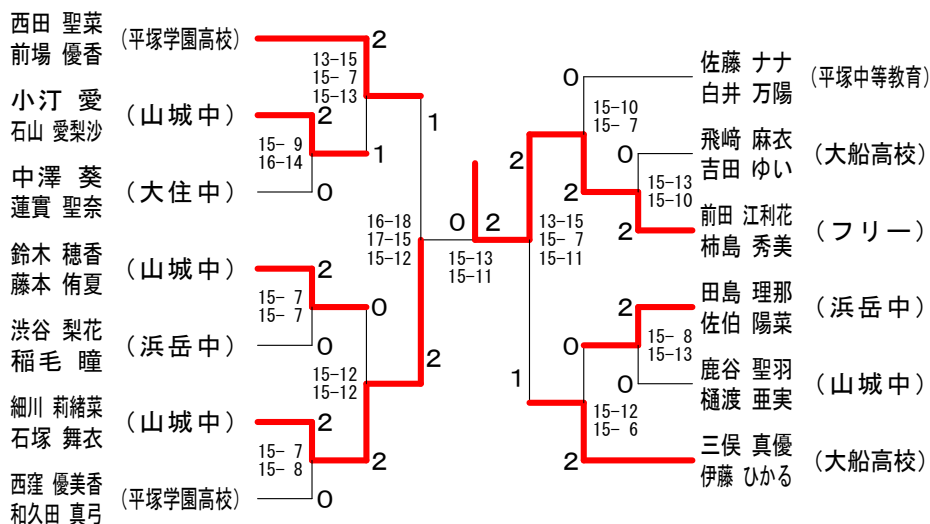 西田 聖菜
前場 優香
(平塚学園高校)
2
13-15
15- 7
15-13
小汀 愛
石山 愛梨沙
(山城中)
2
15- 9
16-14
1
中澤 葵
蓮實 聖奈
(大住中)
0
1
16-18
17-15
15-12
鈴木 穂香
藤本 侑夏
(山城中)
2
15- 7
15- 7
0
渋谷 梨花
稲毛 瞳
(浜岳中)
0
15-12
15-12
2
細川 莉緒菜
石塚 舞衣
(山城中)
2
15- 7
15- 8
2
西窪 優美香
和久田 真弓
(平塚学園高校)
0
0
2
15-13
15-11
佐藤 ナナ
白井 万陽
(平塚中等教育)
0
15-10
15- 7
飛﨑 麻衣
吉田 ゆい
(大船高校)
0
15-13
15-10
2
2
前田 江利花
柿島 秀美
(フリー)
2
13-15
15- 7
15-11
田島 理那
佐伯 陽菜
(浜岳中)
2
15- 8
15-13
0
鹿谷 聖羽
樋渡 亜実
(山城中)
0
1
15-12
15- 6
三俣 真優
伊藤 ひかる
(大船高校)
2